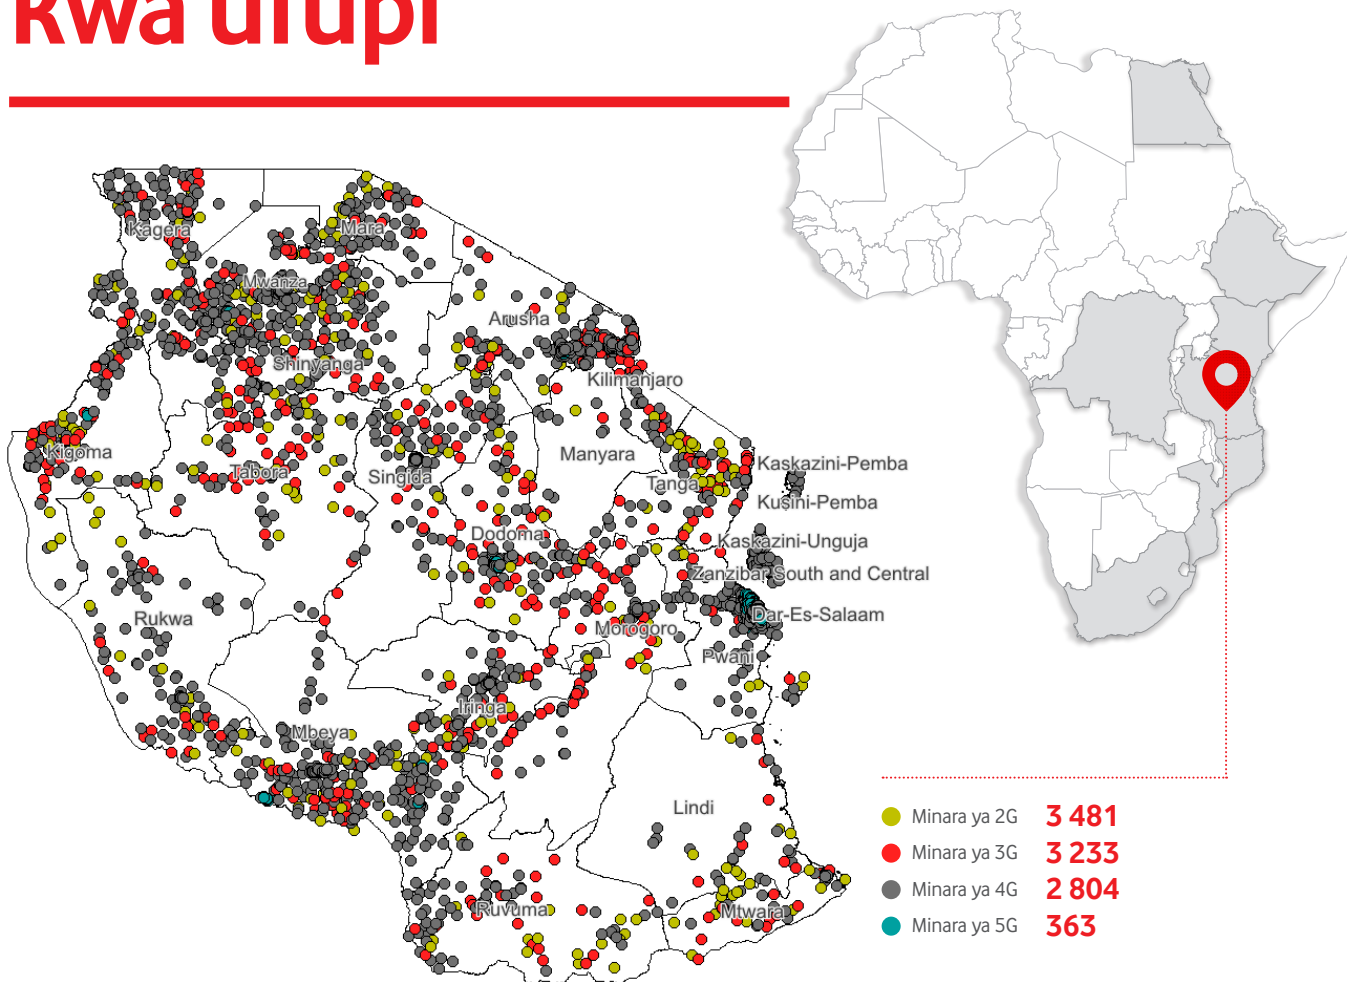 kwa ufupi
Kagera
Mara
Mwanza
Arusha
Shinyanga
Kilimanjaro
Kigoma
Tabora
Singida
Manyara
Tanga
Kaskazini-Pemba
Kusini-Pemba
Dodoma
Kaskazini-Unguja
Zanzibar South and Central
Rukwa
Morogoro
Dar-Es-Salaam
Pwani
Iringa
Mbeya
Lindi
Ruvuma
Mtwara
Minara ya 2G 3 481
Minara ya 3G 3 233
Minara ya 4G 2 804
Minara ya 5G 363